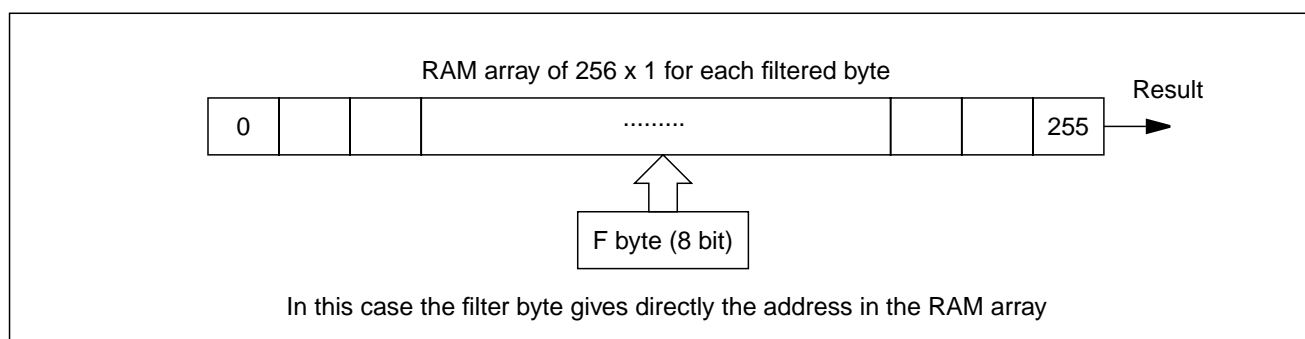 RAM array of 256 x 1 for each filtered byte
Result
0 ......... 255
F byte (8 bit)
In this case the filter byte gives directly the address in the RAM array